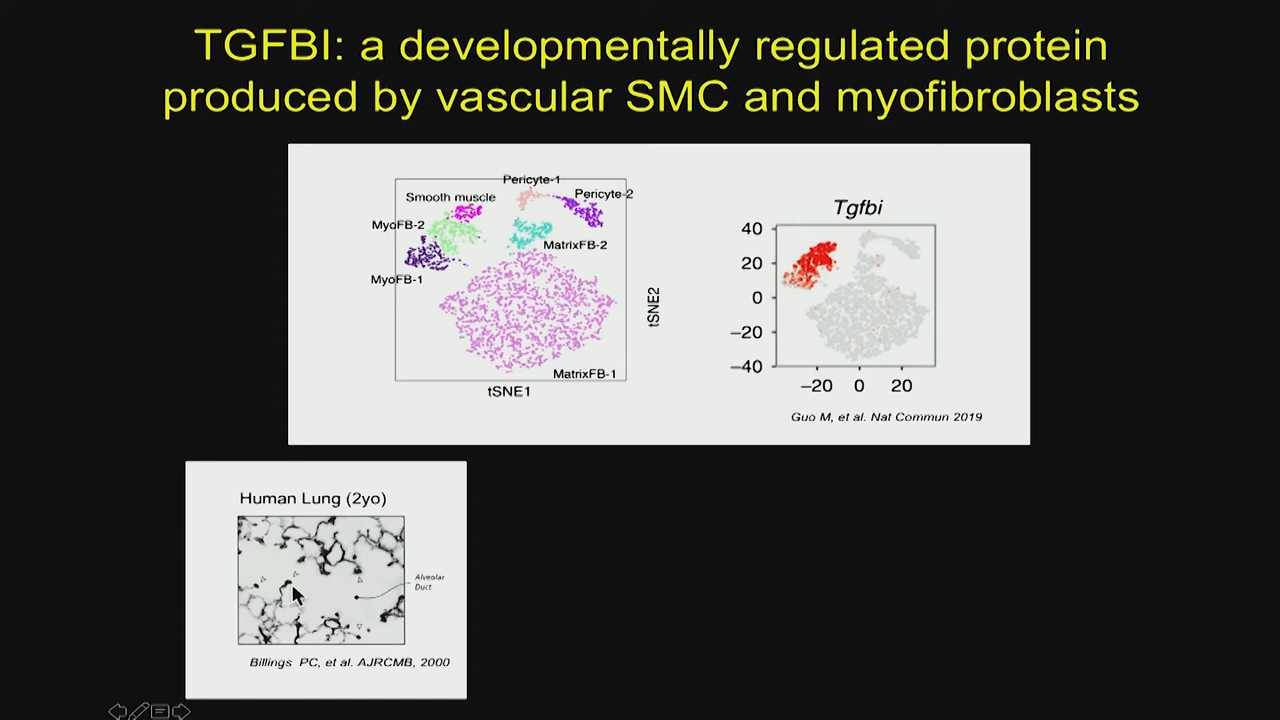 TGFBI: a developmentally regulated protein
produced by vascular SMC and myofibroblasts
Pericyte-1
Smooth muscle
Pericyte-2
MyoFB-2
MatrixFB-2
MyoFB-1
MatrixFB-1
tSNE1
tSNE2
Tgfbi
40
20
0
−20
−40
−20 0 20
Guo M, et al. Nat Commun 2019
Human Lung (2yo)
Alveolar
Duct
Billings PC, et al. AJRCMB, 2000